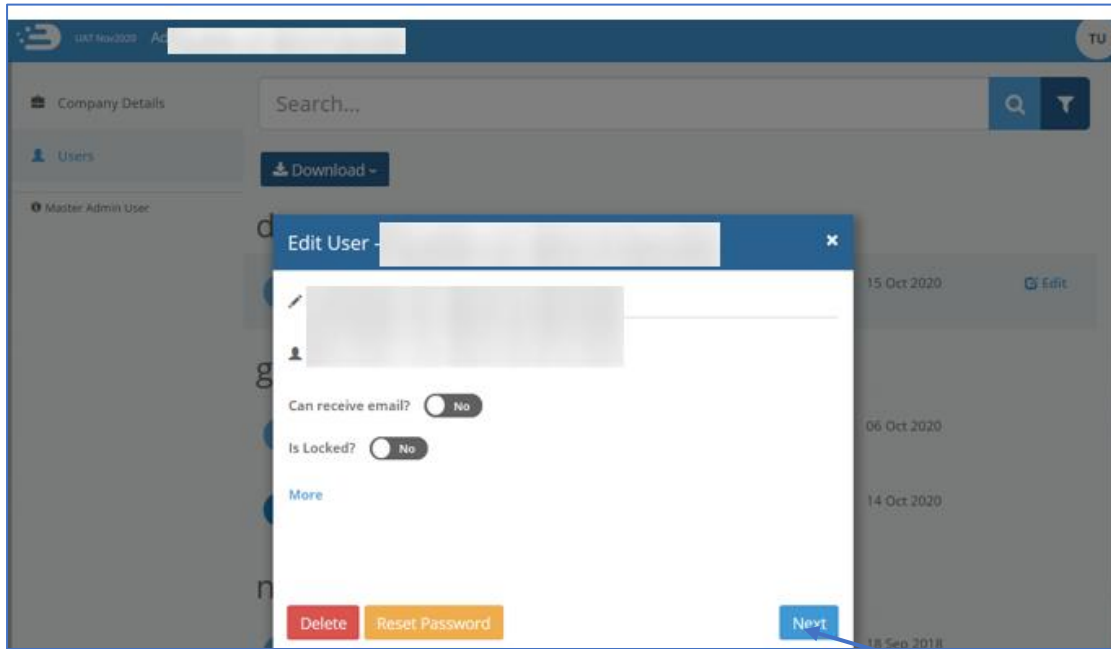 UAT Nov2020 Ad
TU
Company Details
Search...
Users
Download
Master Admin User
d
Edit User -
×
15 Oct 2020
Edit
g
Can receive email? No
06 Oct 2020
Is Locked? No
More
14 Oct 2020
n
Delete
Reset Password
Next
18 Sep 2018